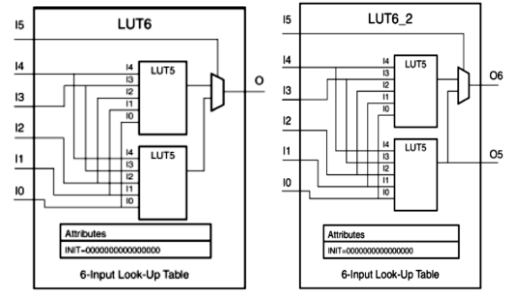 LUT6
I5
I4
I3
I2
I1
I0
I4
I3
I2
I1
I0
LUT5
I4
I3
I2
I1
I0
LUT5
O
Attributes
INIT=0000000000000000
6-Input Look-Up Table
LUT6_2
I5
I4
I3
I2
I1
I0
I4
I3
I2
I1
I0
LUT5
I4
I3
I2
I1
I0
LUT5
O6
O5
Attributes
INIT=0000000000000000
6-Input Look-Up Table